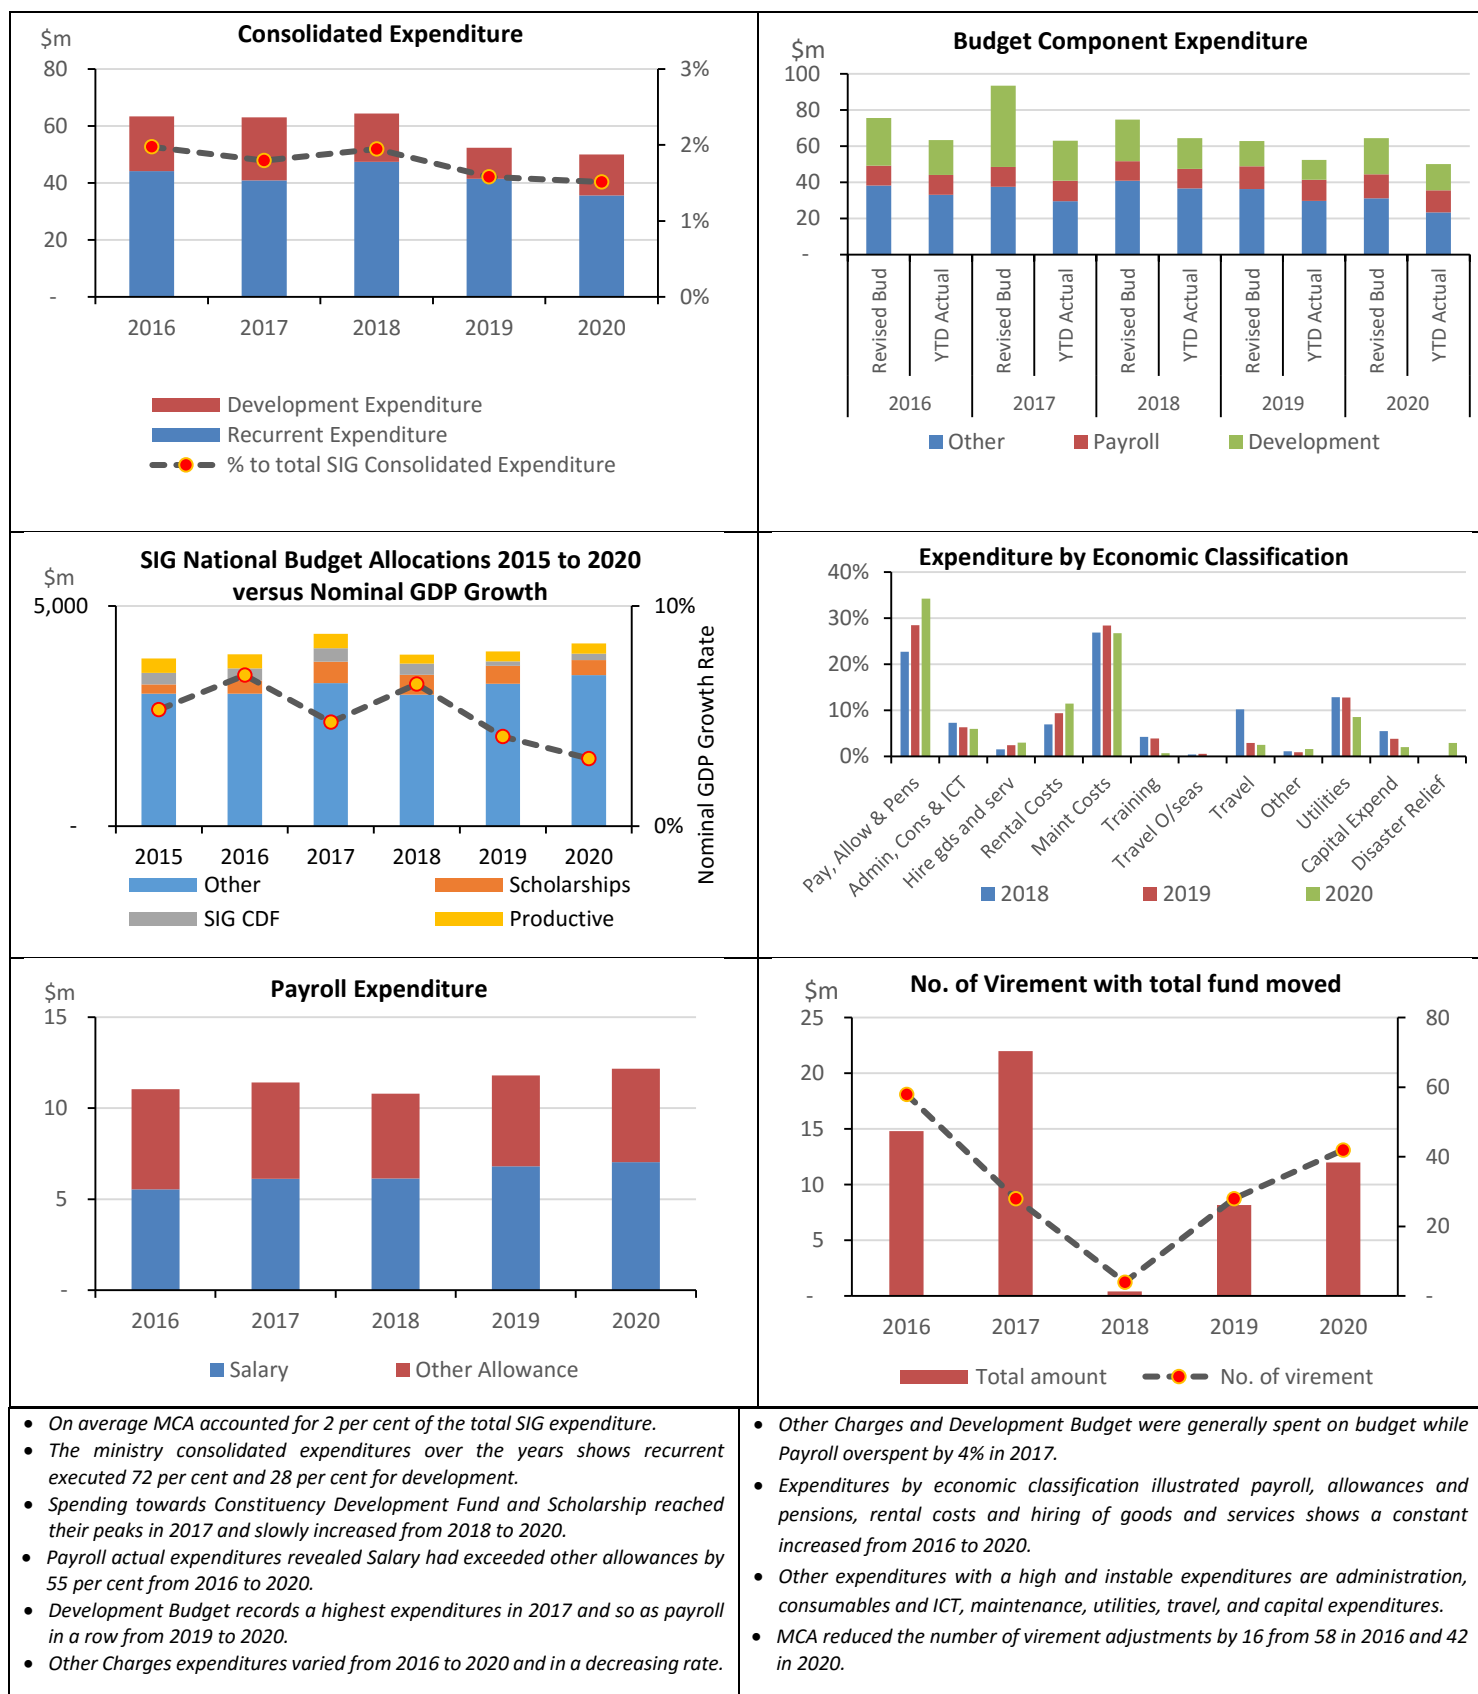 Consolidated Expenditure
$m
80
60
40
20
-
3%
2%
1%
0%
2016 2017 2018 2019 2020
Development Expenditure
Recurrent Expenditure
% to total SIG Consolidated Expenditure
Budget Component Expenditure
$m
100
80
60
40
20
-
Revised Bud YTD Actual Revised Bud YTD Actual Revised Bud YTD Actual Revised Bud YTD Actual Revised Bud YTD Actual
2016 2017 2018 2019 2020
Other Payroll Development
SIG National Budget Allocations 2015 to 2020
versus Nominal GDP Growth
$m
5,000
-
10%
0%
Nominal GDP Growth Rate
2015 2016 2017 2018 2019 2020
Other Scholarships
SIG CDF Productive
Expenditure by Economic Classification
40%
30%
20%
10%
0%
Pay, Allow & Pens
Admin, Cons & ICT
Hire gds and serv
Rental Costs
Maint Costs
Training
Travel O/seas
Travel
Other
Utilities
Capital Expend
Disaster Relief
2018 2019 2020
Payroll Expenditure
$m
15
10
5
-
2016 2017 2018 2019 2020
Salary Other Allowance
No. of Virement with total fund moved
$m
25
20
15
10
5
-
80
60
40
20
-
2016 2017 2018 2019 2020
Total amount No. of virement
• On average MCA accounted for 2 per cent of the total SIG expenditure.
• The ministry consolidated expenditures over the years shows recurrent
executed 72 per cent and 28 per cent for development.
• Spending towards Constituency Development Fund and Scholarship reached
their peaks in 2017 and slowly increased from 2018 to 2020.
• Payroll actual expenditures revealed Salary had exceeded other allowances by
55 per cent from 2016 to 2020.
• Development Budget records a highest expenditures in 2017 and so as payroll
in a row from 2019 to 2020.
• Other Charges expenditures varied from 2016 to 2020 and in a decreasing rate.
• Other Charges and Development Budget were generally spent on budget while
Payroll overspent by 4% in 2017.
• Expenditures by economic classification illustrated payroll, allowances and
pensions, rental costs and hiring of goods and services shows a constant
increased from 2016 to 2020.
• Other expenditures with a high and instable expenditures are administration,
consumables and ICT, maintenance, utilities, travel, and capital expenditures.
• MCA reduced the number of virement adjustments by 16 from 58 in 2016 and 42
in 2020.